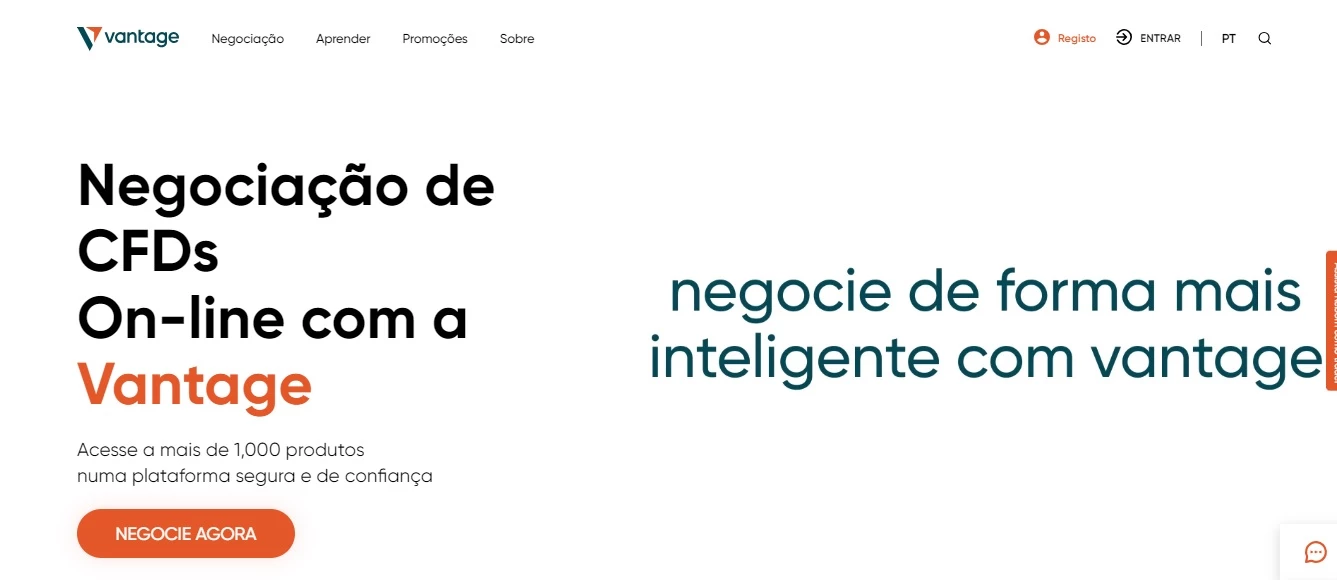 vantage
Negociação
Aprender
Promoções
Sobre
Registo
ENTRAR
PT
Negociação de
CFDs
On-line com a
Vantage
Acesse a mais de 1,000 produtos
numa plataforma segura e de confiança
NEGOCIE AGORA
negocie de forma mais
inteligente com vantage